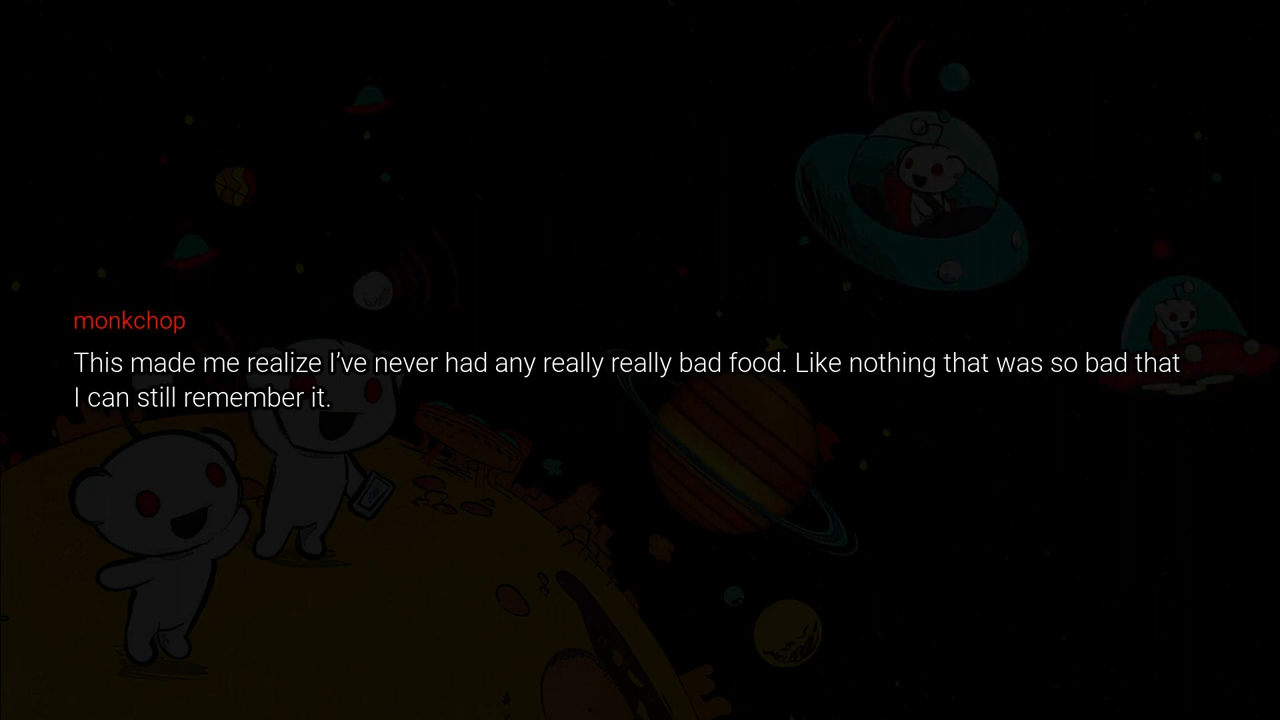 monkchop
This made me realize I’ve never had any really really bad food. Like nothing that was so bad that
I can still remember it.